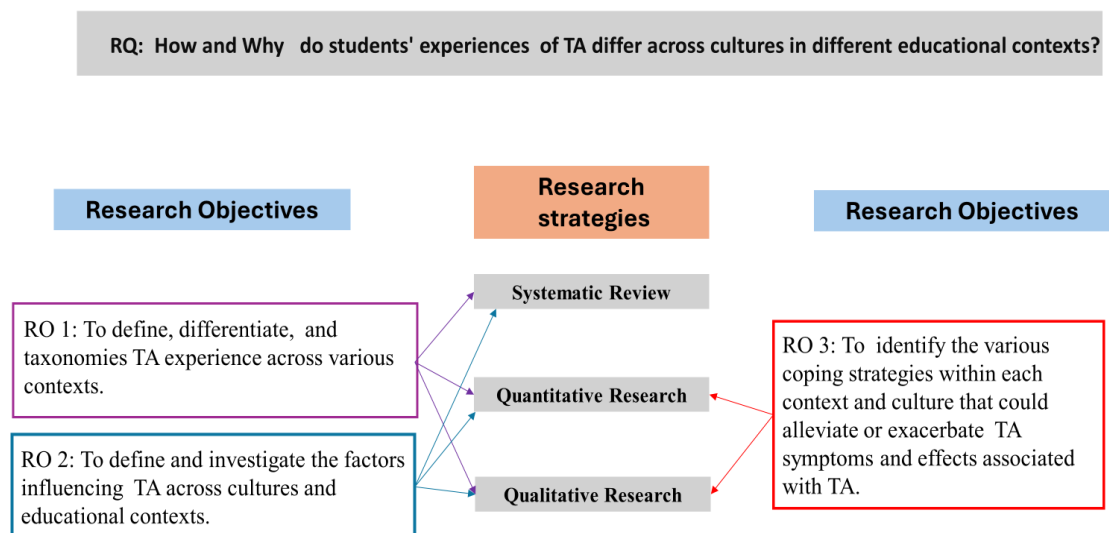 RQ: How and Why do students' experiences of TA differ across cultures in different educational contexts?
Research Objectives
Research
strategies
Research Objectives
Systematic Review
RO 1: To define, differentiate, and
taxonomies TA experience across various
contexts.
Quantitative Research
RO 2: To define and investigate the factors
influencing TA across cultures and
educational contexts.
Qualitative Research
RO 3: To identify the various
coping strategies within each
context and culture that could
alleviate or exacerbate TA
symptoms and effects associated
with TA.